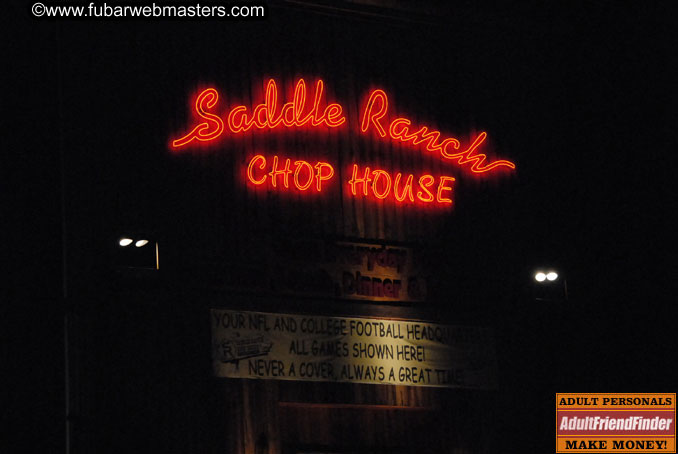 ©www.fubarwebmasters.com
Saddle Ranch
CHOP HOUSE
Dinner &
YOUR NFL AND COLLEGE FOOTBALL HEADQUARTERS
ALL GAMES SHOWN HERE!
NEVER A COVER, ALWAYS A GREAT TIME!
ADULT PERSONALS
AdultFriendFinder
MAKE MONEY!